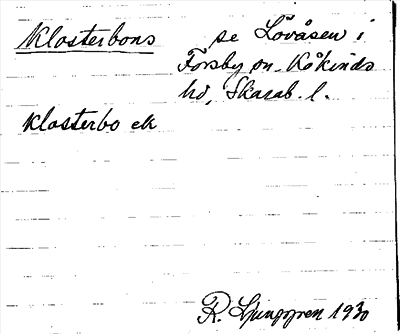 Klosterbons se Lövåsen i
Forsby sn. Kåkinds
hd, Skarab. l.
Klosterbo ek
R. Ljunggren 1930